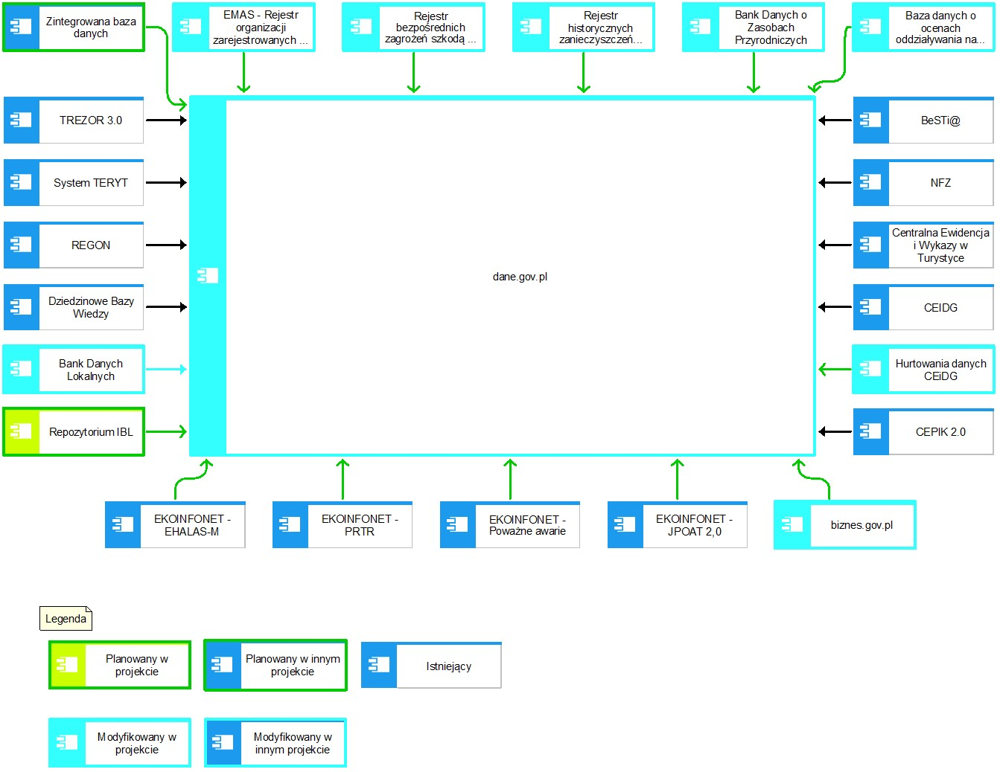 Zintegrowana baza
danych
EMAS - Rejestr
organizacji
zarejestrowanych ...
Rejestr
bezpośrednich
zagrożeń szkodą ...
Rejestr
historycznych
zanieczyszczeń...
Bank Danych o
Zasobach
Przyrodniczych
Baza danych o
ocenach
oddziaływania na...
TREZOR 3.0
BeSTi@
System TERYT
NFZ
REGON
Centralna Ewidencja
i Wykazy w
Turystyce
dane.gov.pl
Dziedzinowe Bazy
Wiedzy
CEIDG
Bank Danych
Lokalnych
Hurtowania danych
CEiDG
Repozytorium IBL
CEPIK 2.0
EKOINFONET -
EHALAS-M
EKOINFONET -
PRTR
EKOINFONET -
Poważne awarie
EKOINFONET -
JPOAT 2,0
biznes.gov.pl
Legenda
Planowany w
projekcie
Planowany w innym
projekcie
Istniejący
Modyfikowany w
projekcie
Modyfikowany w
innym projekcie